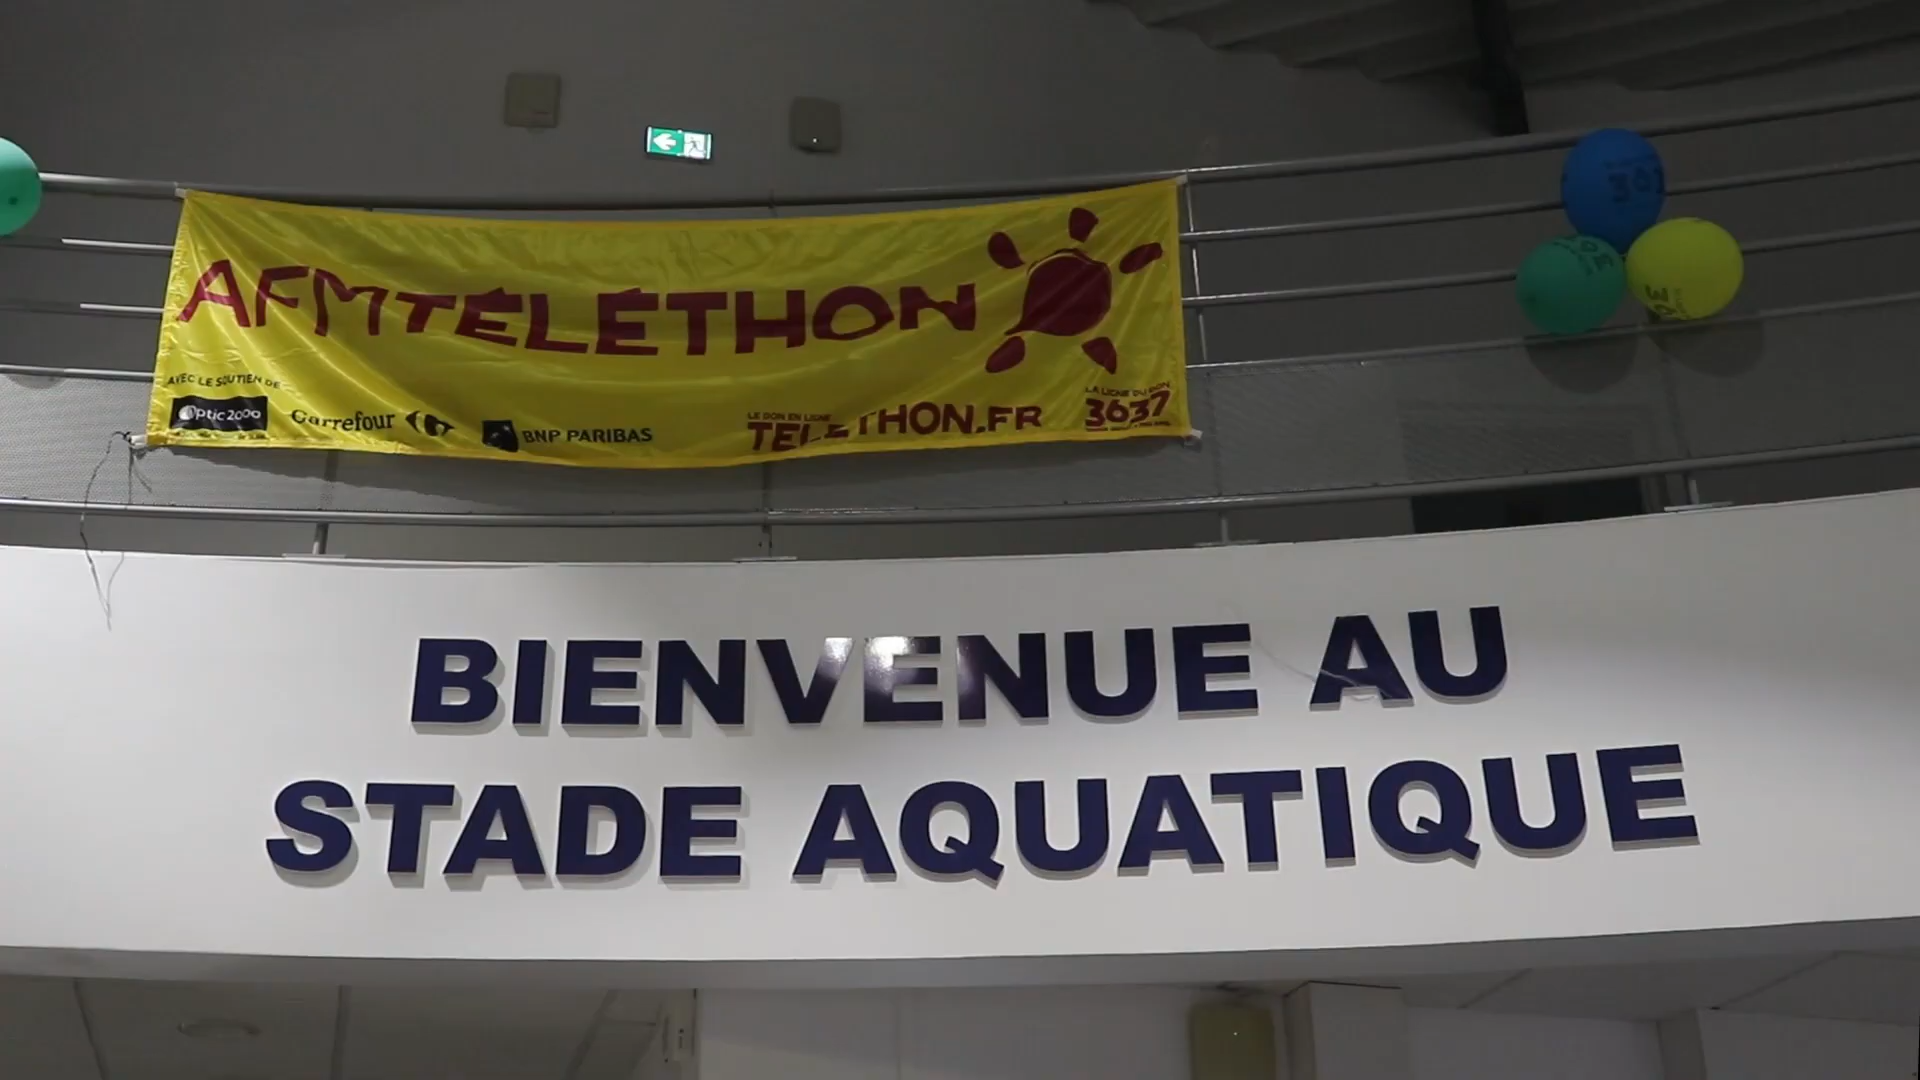 AFMTÉLÉTHON
AVEC LE SOUTIEN DE
Optic 2000
Carrefour
BNP PARIBAS
LE DON EN LIGNE
TELETHON.FR
LA LIGNE DU DON
3637
BIENVENUE AU
STADE AQUATIQUE